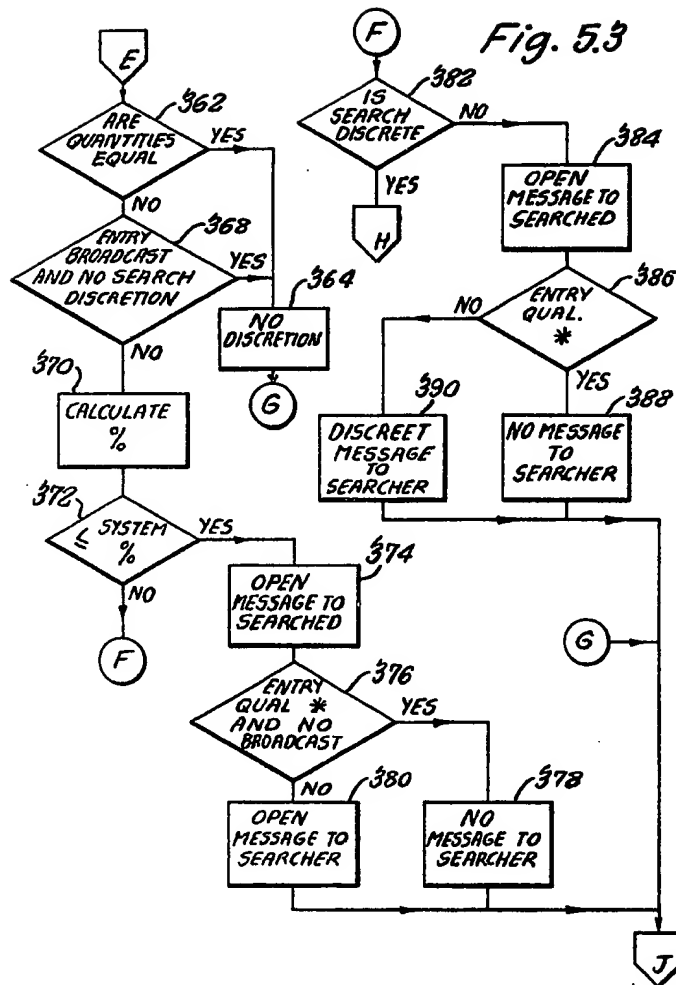 Fig. 5.3
E
362
ARE
QUANTITIES
EQUAL
YES
NO
368
ENTRY
BROADCAST
AND NO SEARCH
DISCRETION
YES
NO
364
NO
DISCRETION
G
370
CALCULATE
%
372
≤ SYSTEM
%
YES
NO
F
374
OPEN
MESSAGE TO
SEARCHED
376
ENTRY
QUAL *
AND NO
BROADCAST
YES
NO
380
OPEN
MESSAGE TO
SEARCHER
378
NO
MESSAGE TO
SEARCHER
F
382
IS
SEARCH
DISCRETE
NO
YES
H
384
OPEN
MESSAGE TO
SEARCHED
386
ENTRY
QUAL.
*
NO
YES
390
DISCREET
MESSAGE
TO
SEARCHER
388
NO MESSAGE
TO
SEARCHER
G
J